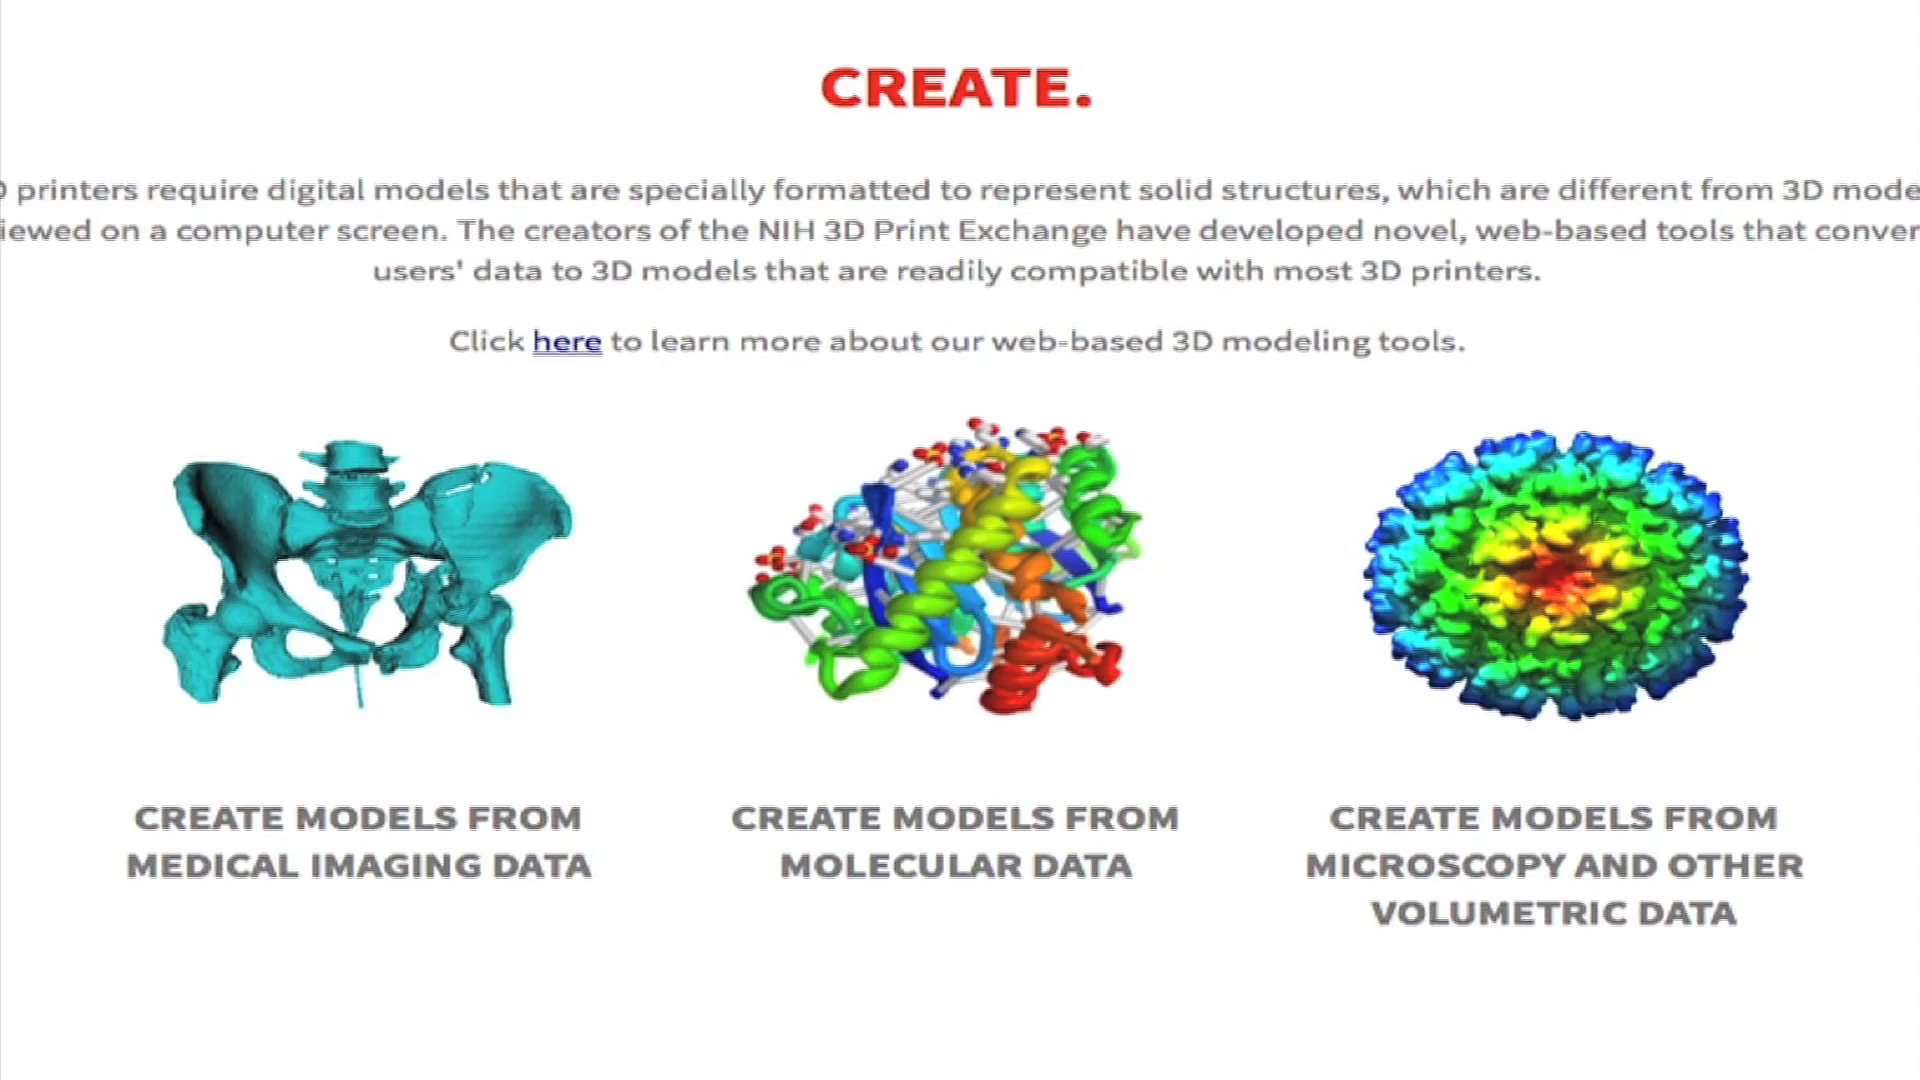 CREATE.
D printers require digital models that are specially formatted to represent solid structures, which are different from 3D mode
iewed on a computer screen. The creators of the NIH 3D Print Exchange have developed novel, web-based tools that conver
users' data to 3D models that are readily compatible with most 3D printers.
Click here to learn more about our web-based 3D modeling tools.
CREATE MODELS FROM
MEDICAL IMAGING DATA
CREATE MODELS FROM
MOLECULAR DATA
CREATE MODELS FROM
MICROSCOPY AND OTHER
VOLUMETRIC DATA